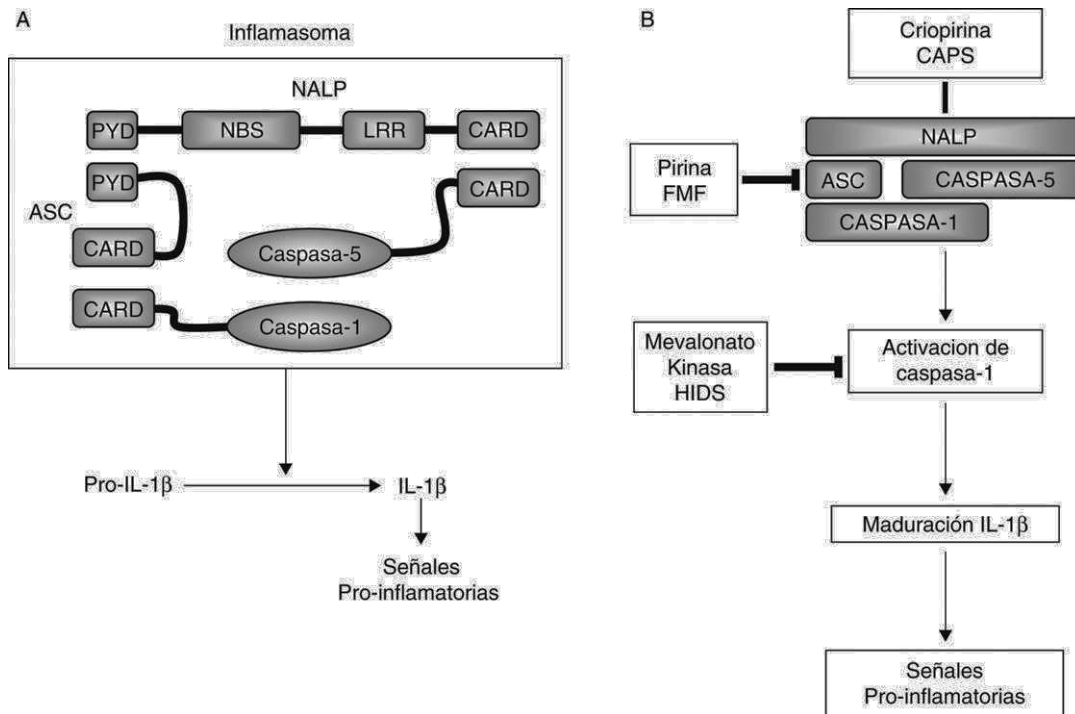 A
Inflamasoma
NALP
PYD
NBS
LRR
CARD
PYD
CARD
ASC
CARD
Caspasa-5
CARD
Caspasa-1
Pro-IL-1β
IL-1β
Señales
Pro-inflamatorias
B
Criopirina
CAPS
NALP
Pirina
FMF
ASC
CASPASA-5
CASPASA-1
Mevalonato
Kinasa
HIDS
Activacion de
caspasa-1
Maduración IL-1β
Señales
Pro-inflamatorias